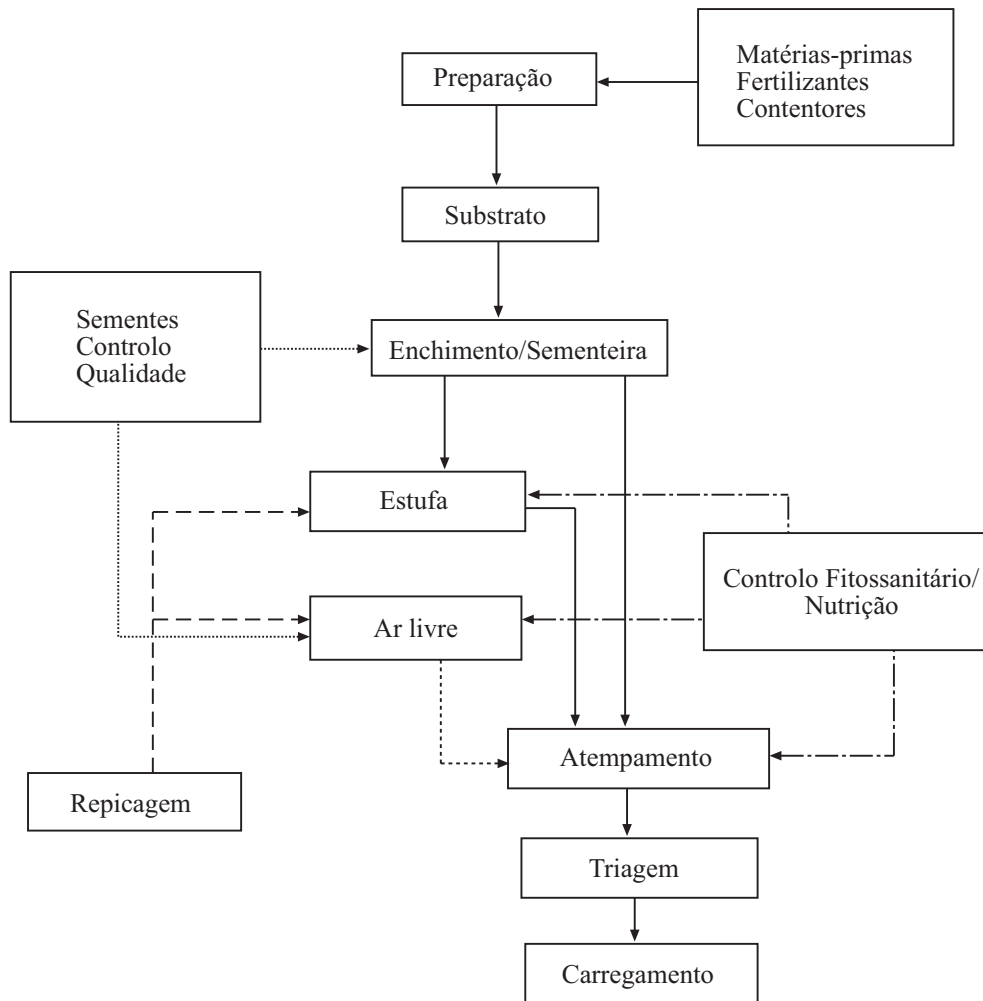 Matérias-primas
Fertilizantes
Contentores
Preparação
Substrato
Sementes
Controlo
Qualidade
Enchimento/Sementeira
Estufa
Controlo Fitossanitário/
Nutrição
Ar livre
Atempamento
Repicagem
Triagem
Carregamento